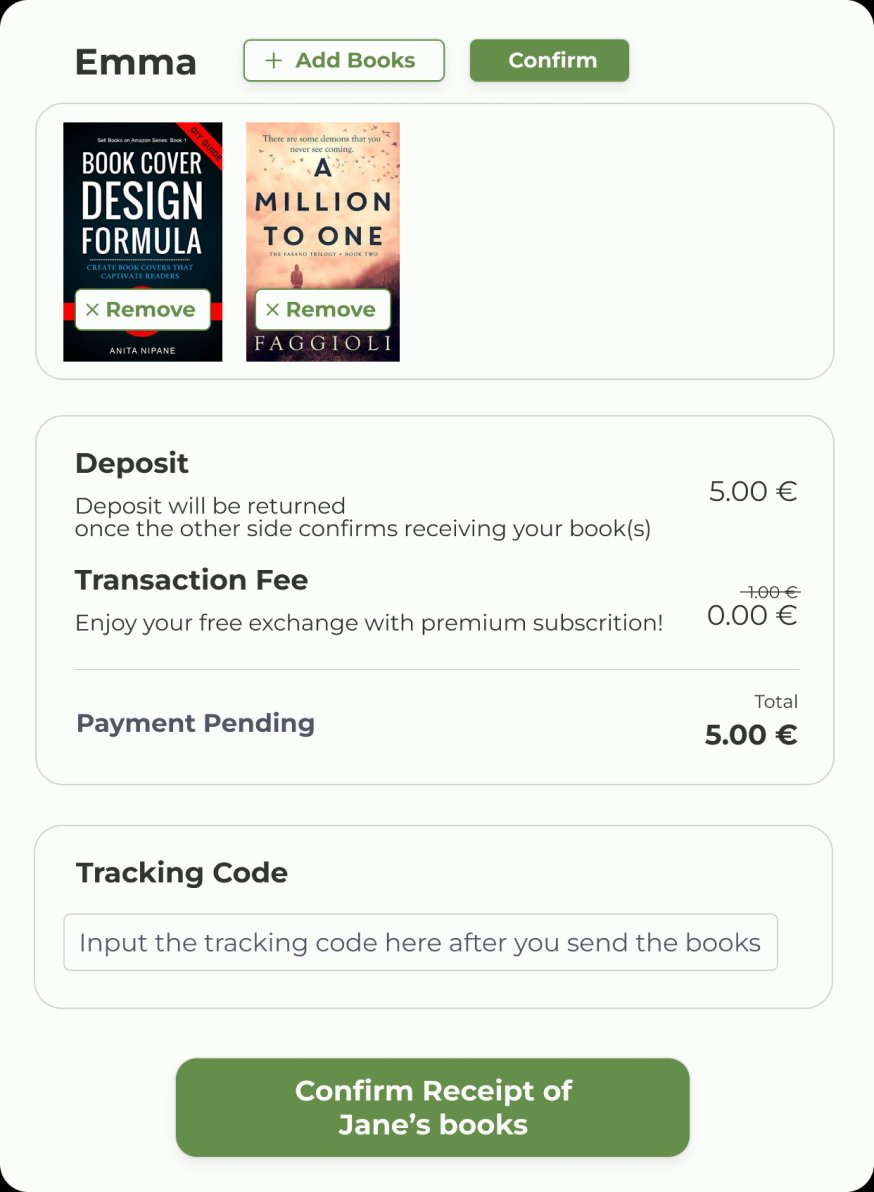 Emma
+ Add Books
Confirm
Sell Books on Amazon Series: Book 1
DIY GUIDE
BOOK COVER
DESIGN
FORMULA
CREATE BOOK COVERS THAT
CAPTIVATE READERS
× Remove
ANITA NIPANE
There are some demons that you
never see coming.
A
MILLION
TO ONE
THE FASANO TRILOGY • BOOK TWO
× Remove
FAGGIOLI
Deposit
Deposit will be returned
once the other side confirms receiving your book(s)
5.00 €
Transaction Fee
Enjoy your free exchange with premium subscrition!
1.00 €
0.00 €
Payment Pending
Total
5.00 €
Tracking Code
Input the tracking code here after you send the books
Confirm Receipt of
Jane’s books